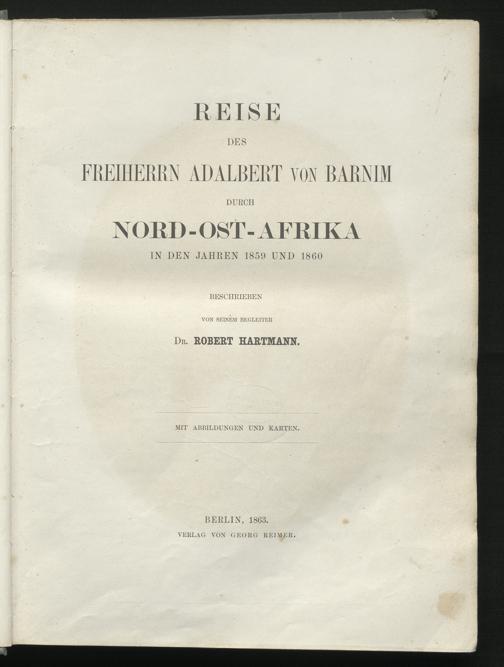 REISE
DES
FREIHERRN ADALBERT VON BARNIM
DURCH
NORD-OST-AFRIKA
IN DEN JAHREN 1859 UND 1860
BESCHRIEBEN
VON SEINEM BEGLEITER
DR. ROBERT HARTMANN.
MIT ABBILDUNGEN UND KARTEN.
BERLIN, 1863.
VERLAG VON GEORG REIMER.